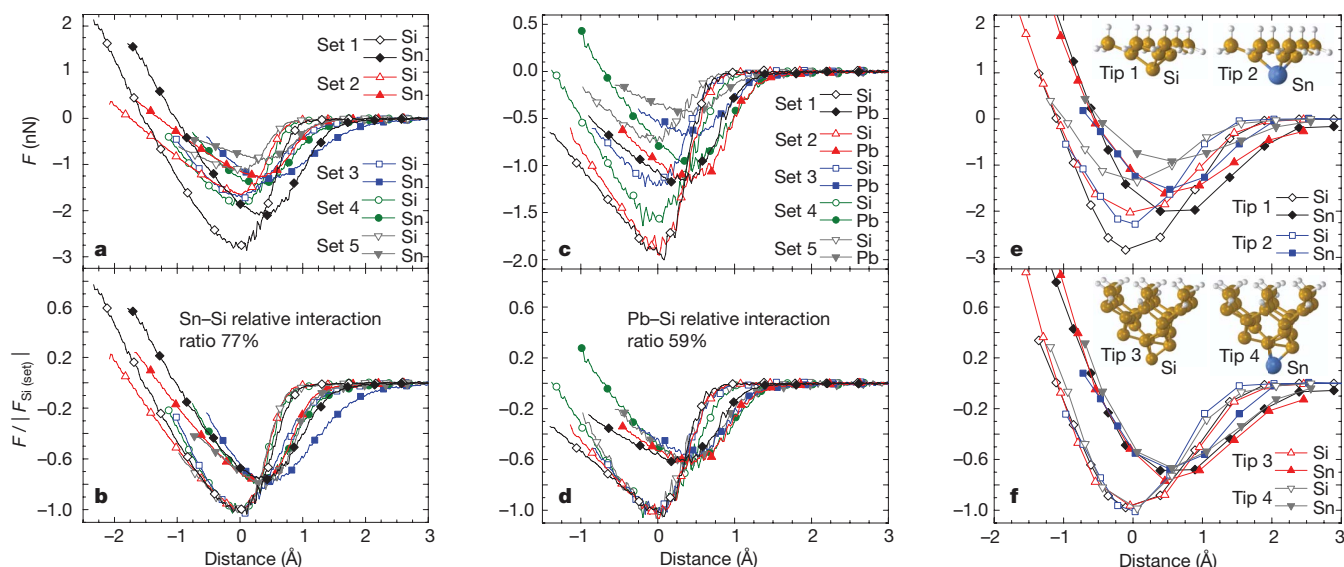 2
1
0
−1
−2
−3
F (nN)
Set 1
Si
Sn
Set 2
Si
Sn
Set 3
Si
Sn
Set 4
Si
Sn
Set 5
Si
Sn
a
0.6
0.2
−0.2
−0.6
−1.0
F / | F Si (set) |
Sn–Si relative interaction
ratio 77%
b
−2 −1 0 1 2 3
Distance (Å)
0.5
0.0
−0.5
−1.0
−1.5
−2.0
Set 1
Si
Pb
Set 2
Si
Pb
Set 3
Si
Pb
Set 4
Si
Pb
Set 5
Si
Pb
c
0.6
0.2
−0.2
−0.6
−1.0
Pb–Si relative interaction
ratio 59%
d
−1 0 1 2 3
Distance (Å)
2
1
0
−1
−2
−3
Tip 1
Si
Tip 2
Sn
Tip 1
Si
Sn
Tip 2
Si
Sn
e
0.6
0.2
−0.2
−0.6
−1.0
Tip 3
Si
Tip 4
Sn
Tip 3
Si
Sn
Tip 4
Si
Sn
f
−1 0 1 2 3
Distance (Å)